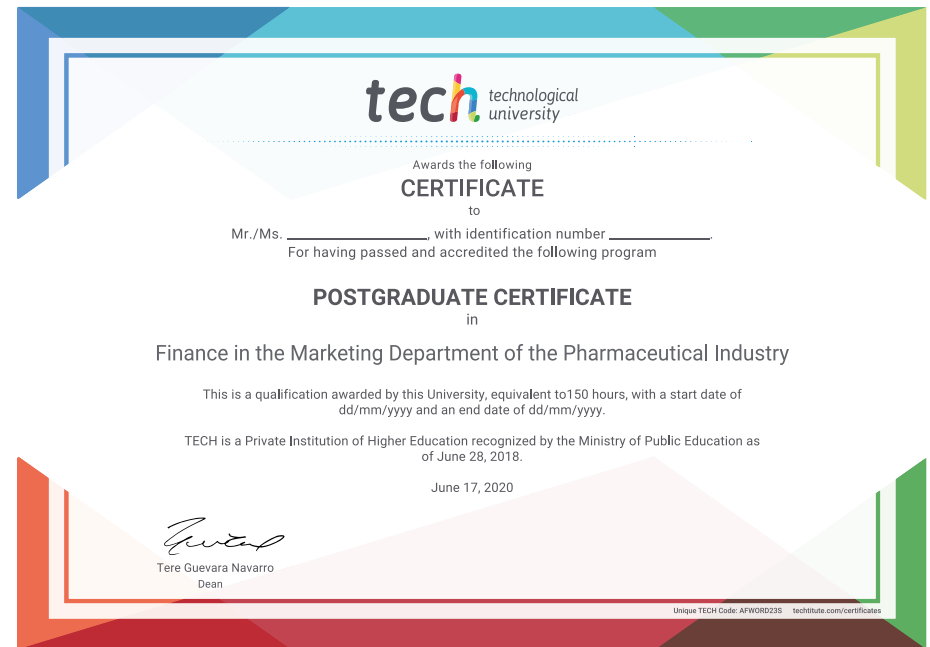 tech technological
university
Awards the following
CERTIFICATE
to
Mr./Ms. ____________________, with identification number ______________.
For having passed and accredited the following program
POSTGRADUATE CERTIFICATE
in
Finance in the Marketing Department of the Pharmaceutical Industry
This is a qualification awarded by this University, equivalent to150 hours, with a start date of
dd/mm/yyyy and an end date of dd/mm/yyyy.
TECH is a Private Institution of Higher Education recognized by the Ministry of Public Education as
of June 28, 2018.
June 17, 2020
Tere Guevara Navarro
Dean
Unique TECH Code: AFWORD23S techtitute.com/certificates